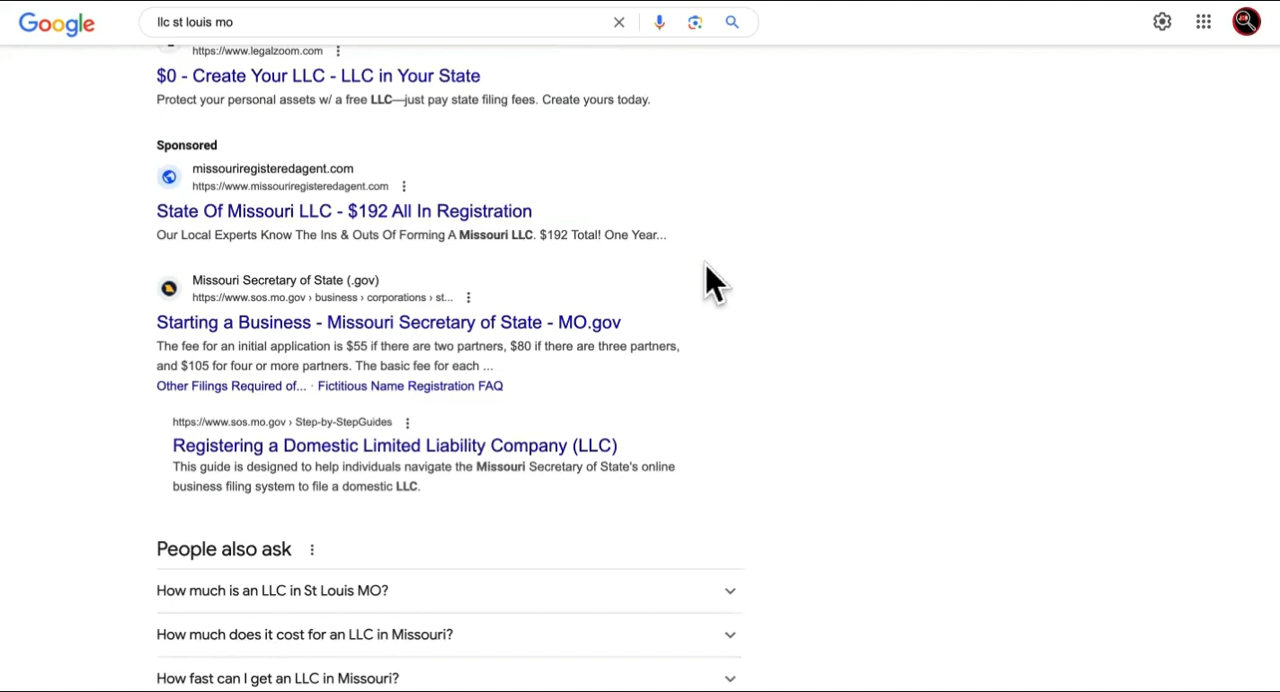 Google
llc st louis mo
https://www.legalzoom.com
$0 - Create Your LLC - LLC in Your State
Protect your personal assets w/ a free LLC—just pay state filing fees. Create yours today.
Sponsored
missouriregisteredagent.com
https://www.missouriregisteredagent.com
State Of Missouri LLC - $192 All In Registration
Our Local Experts Know The Ins & Outs Of Forming A Missouri LLC. $192 Total! One Year...
Missouri Secretary of State (.gov)
https://www.sos.mo.gov › business › corporations › st...
Starting a Business - Missouri Secretary of State - MO.gov
The fee for an initial application is $55 if there are two partners, $80 if there are three partners,
and $105 for four or more partners. The basic fee for each ...
Other Filings Required of... · Fictitious Name Registration FAQ
https://www.sos.mo.gov › Step-by-StepGuides
Registering a Domestic Limited Liability Company (LLC)
This guide is designed to help individuals navigate the Missouri Secretary of State's online
business filing system to file a domestic LLC.
People also ask
How much is an LLC in St Louis MO?
How much does it cost for an LLC in Missouri?
How fast can I get an LLC in Missouri?